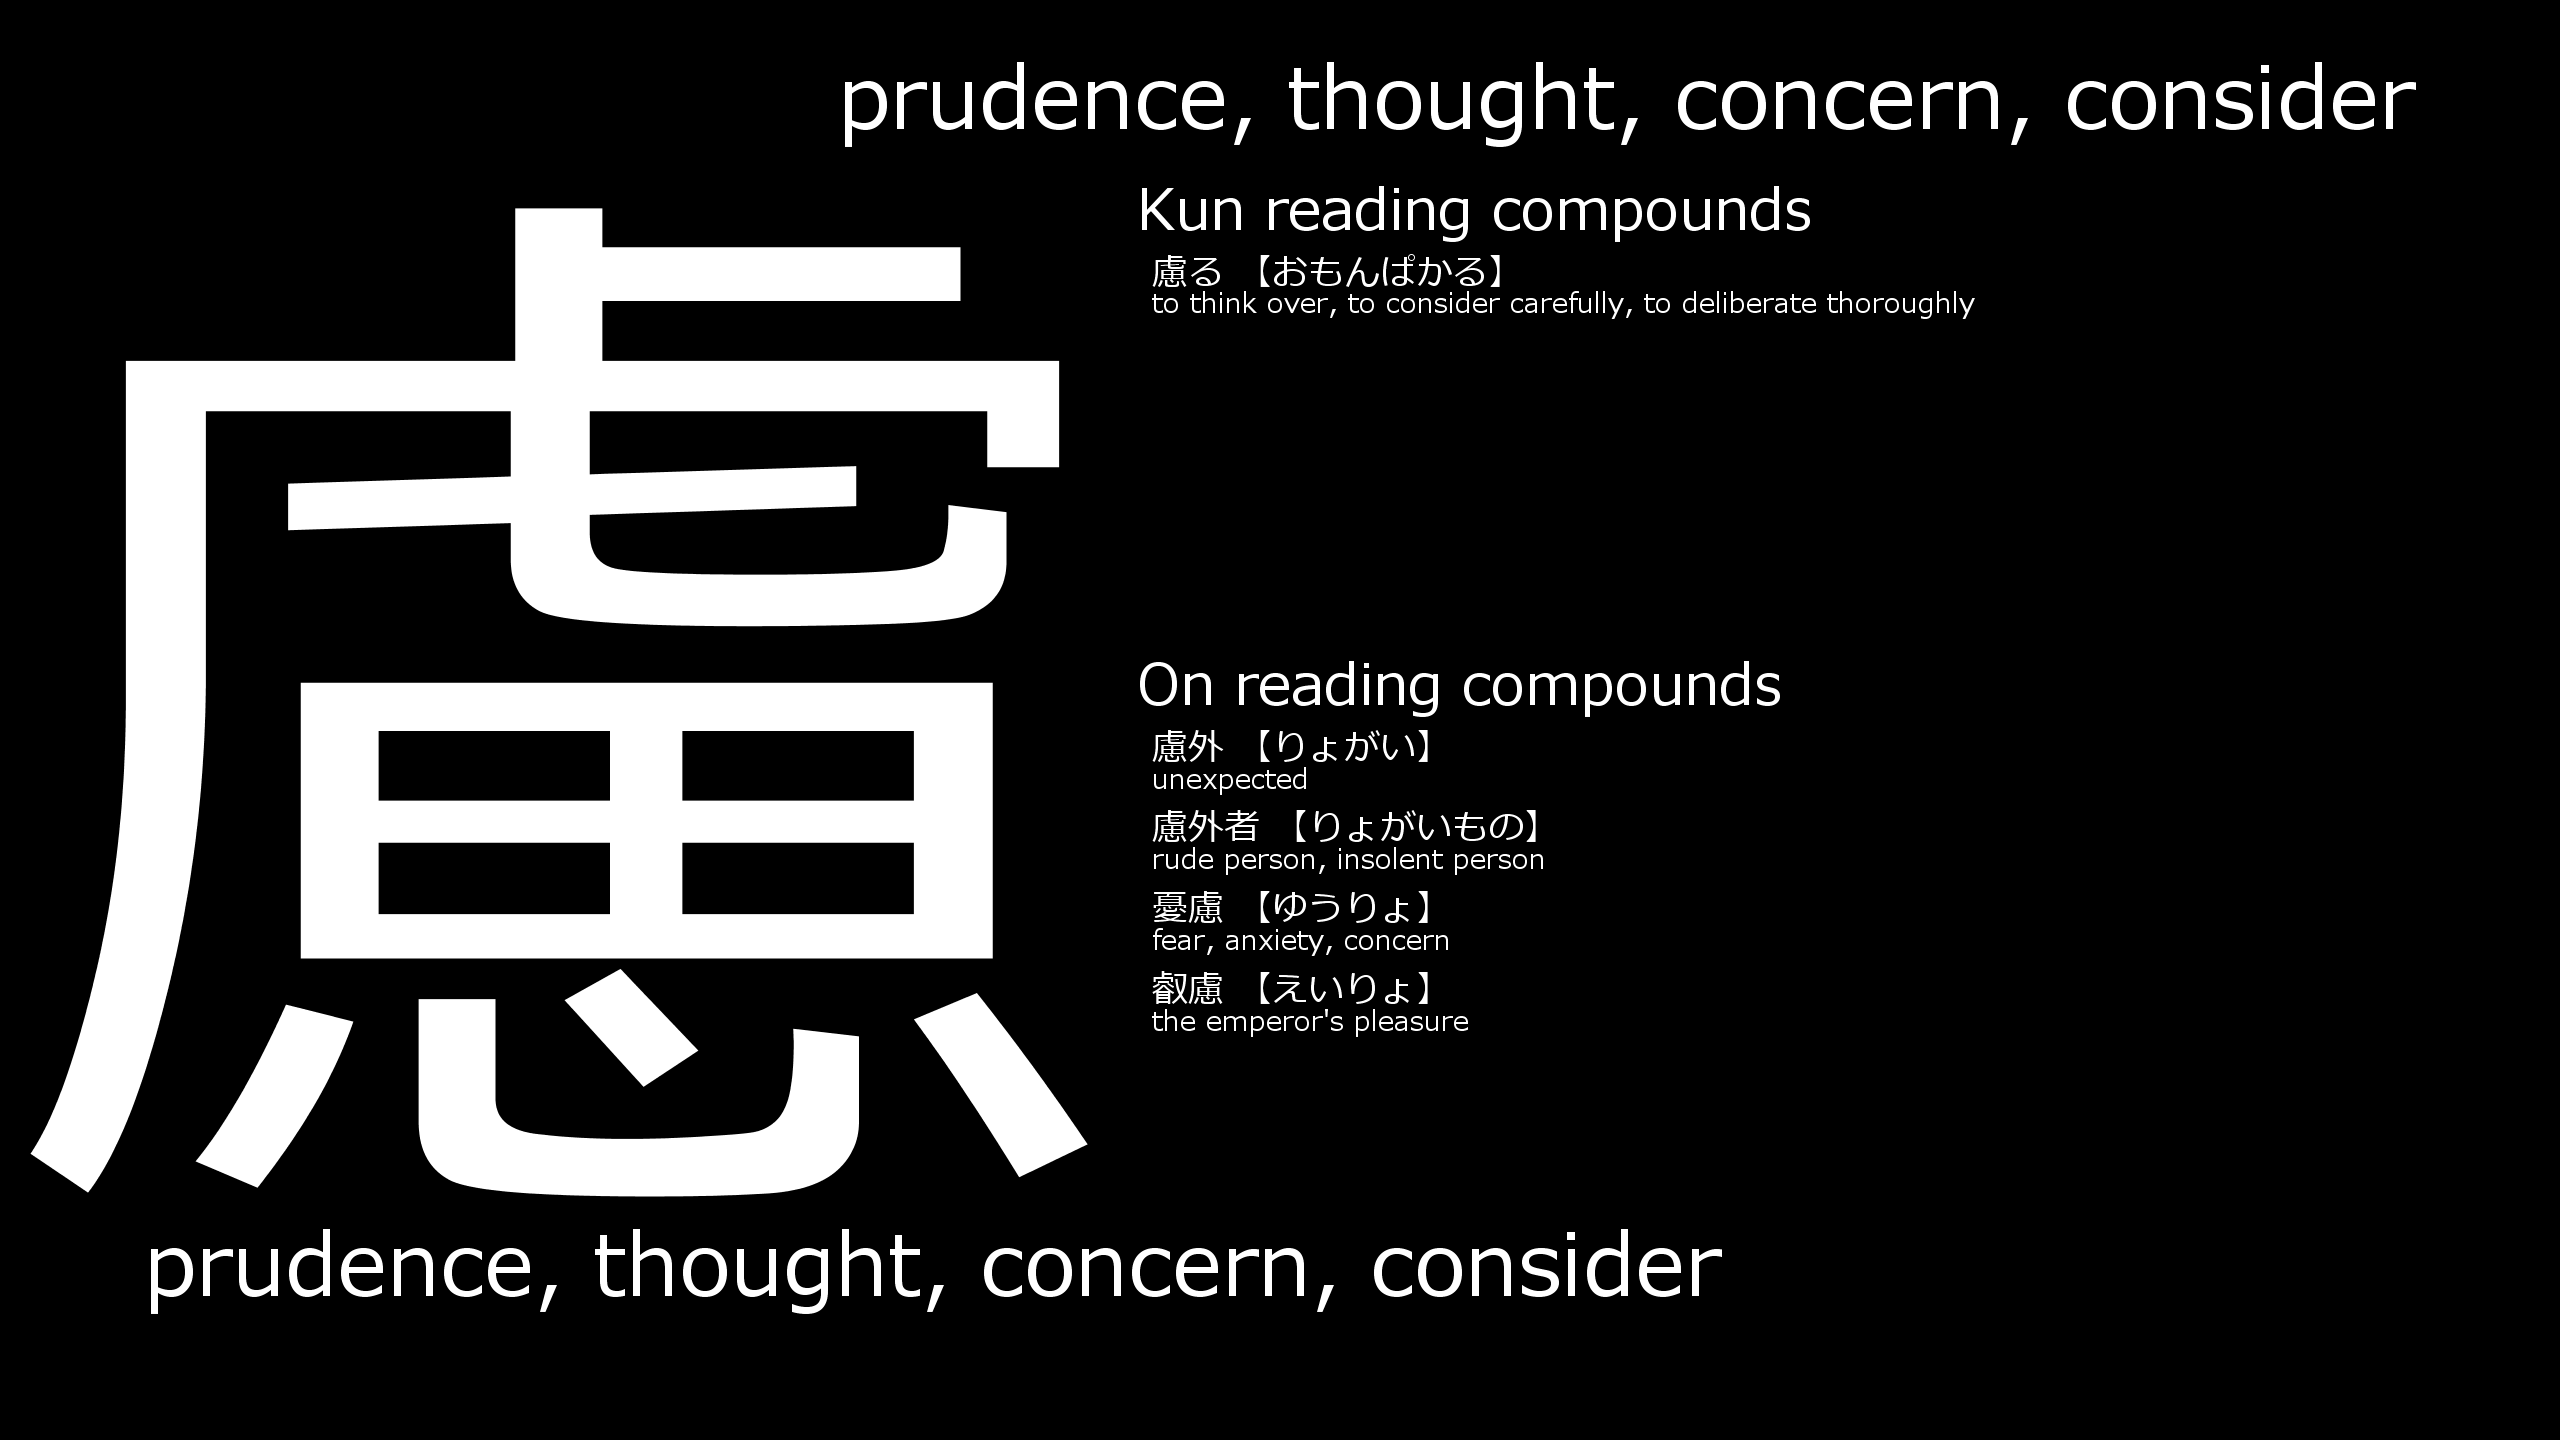 prudence, thought, concern, consider
慮
Kun reading compounds
慮る 【おもんぱかる】
to think over, to consider carefully, to deliberate thoroughly
On reading compounds
慮外 【りょがい】
unexpected
慮外者 【りょがいもの】
rude person, insolent person
憂慮 【ゆうりょ】
fear, anxiety, concern
叡慮 【えいりょ】
the emperor's pleasure
prudence, thought, concern, consider